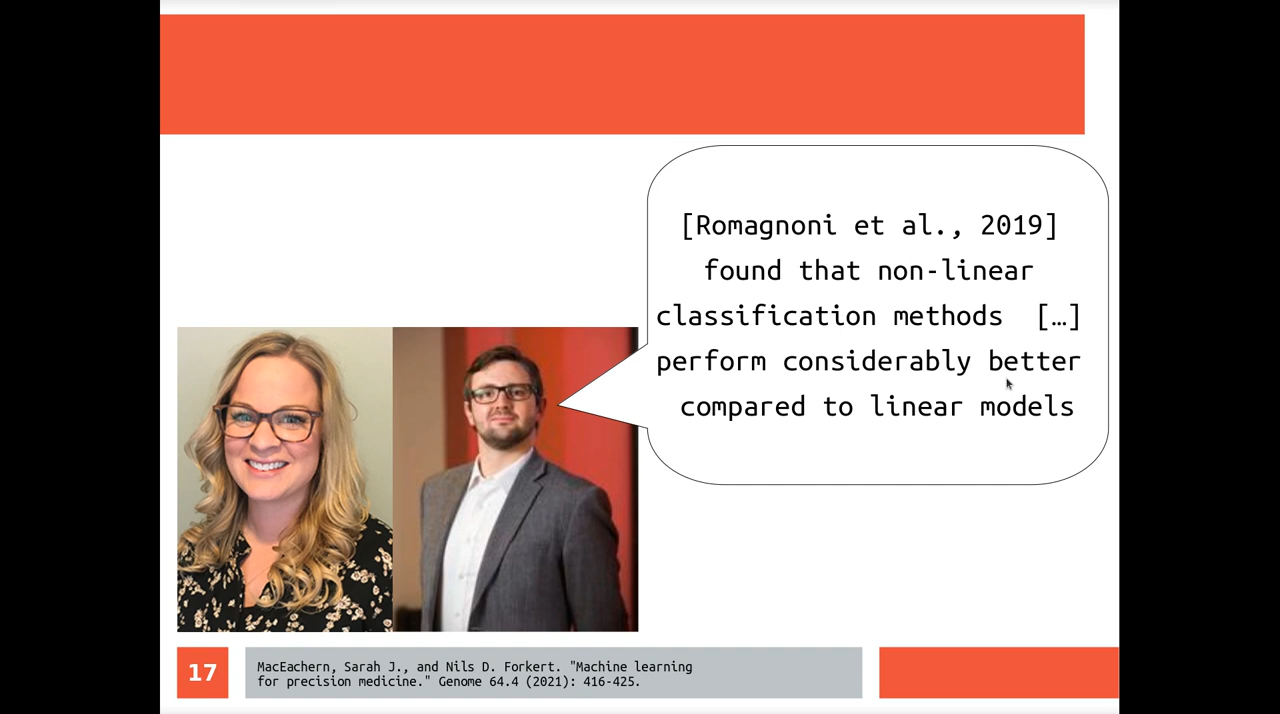 [Romagnoni et al., 2019]
found that non-linear
classification methods […]
perform considerably better
compared to linear models
17
MacEachern, Sarah J., and Nils D. Forkert. "Machine learning
for precision medicine." Genome 64.4 (2021): 416-425.